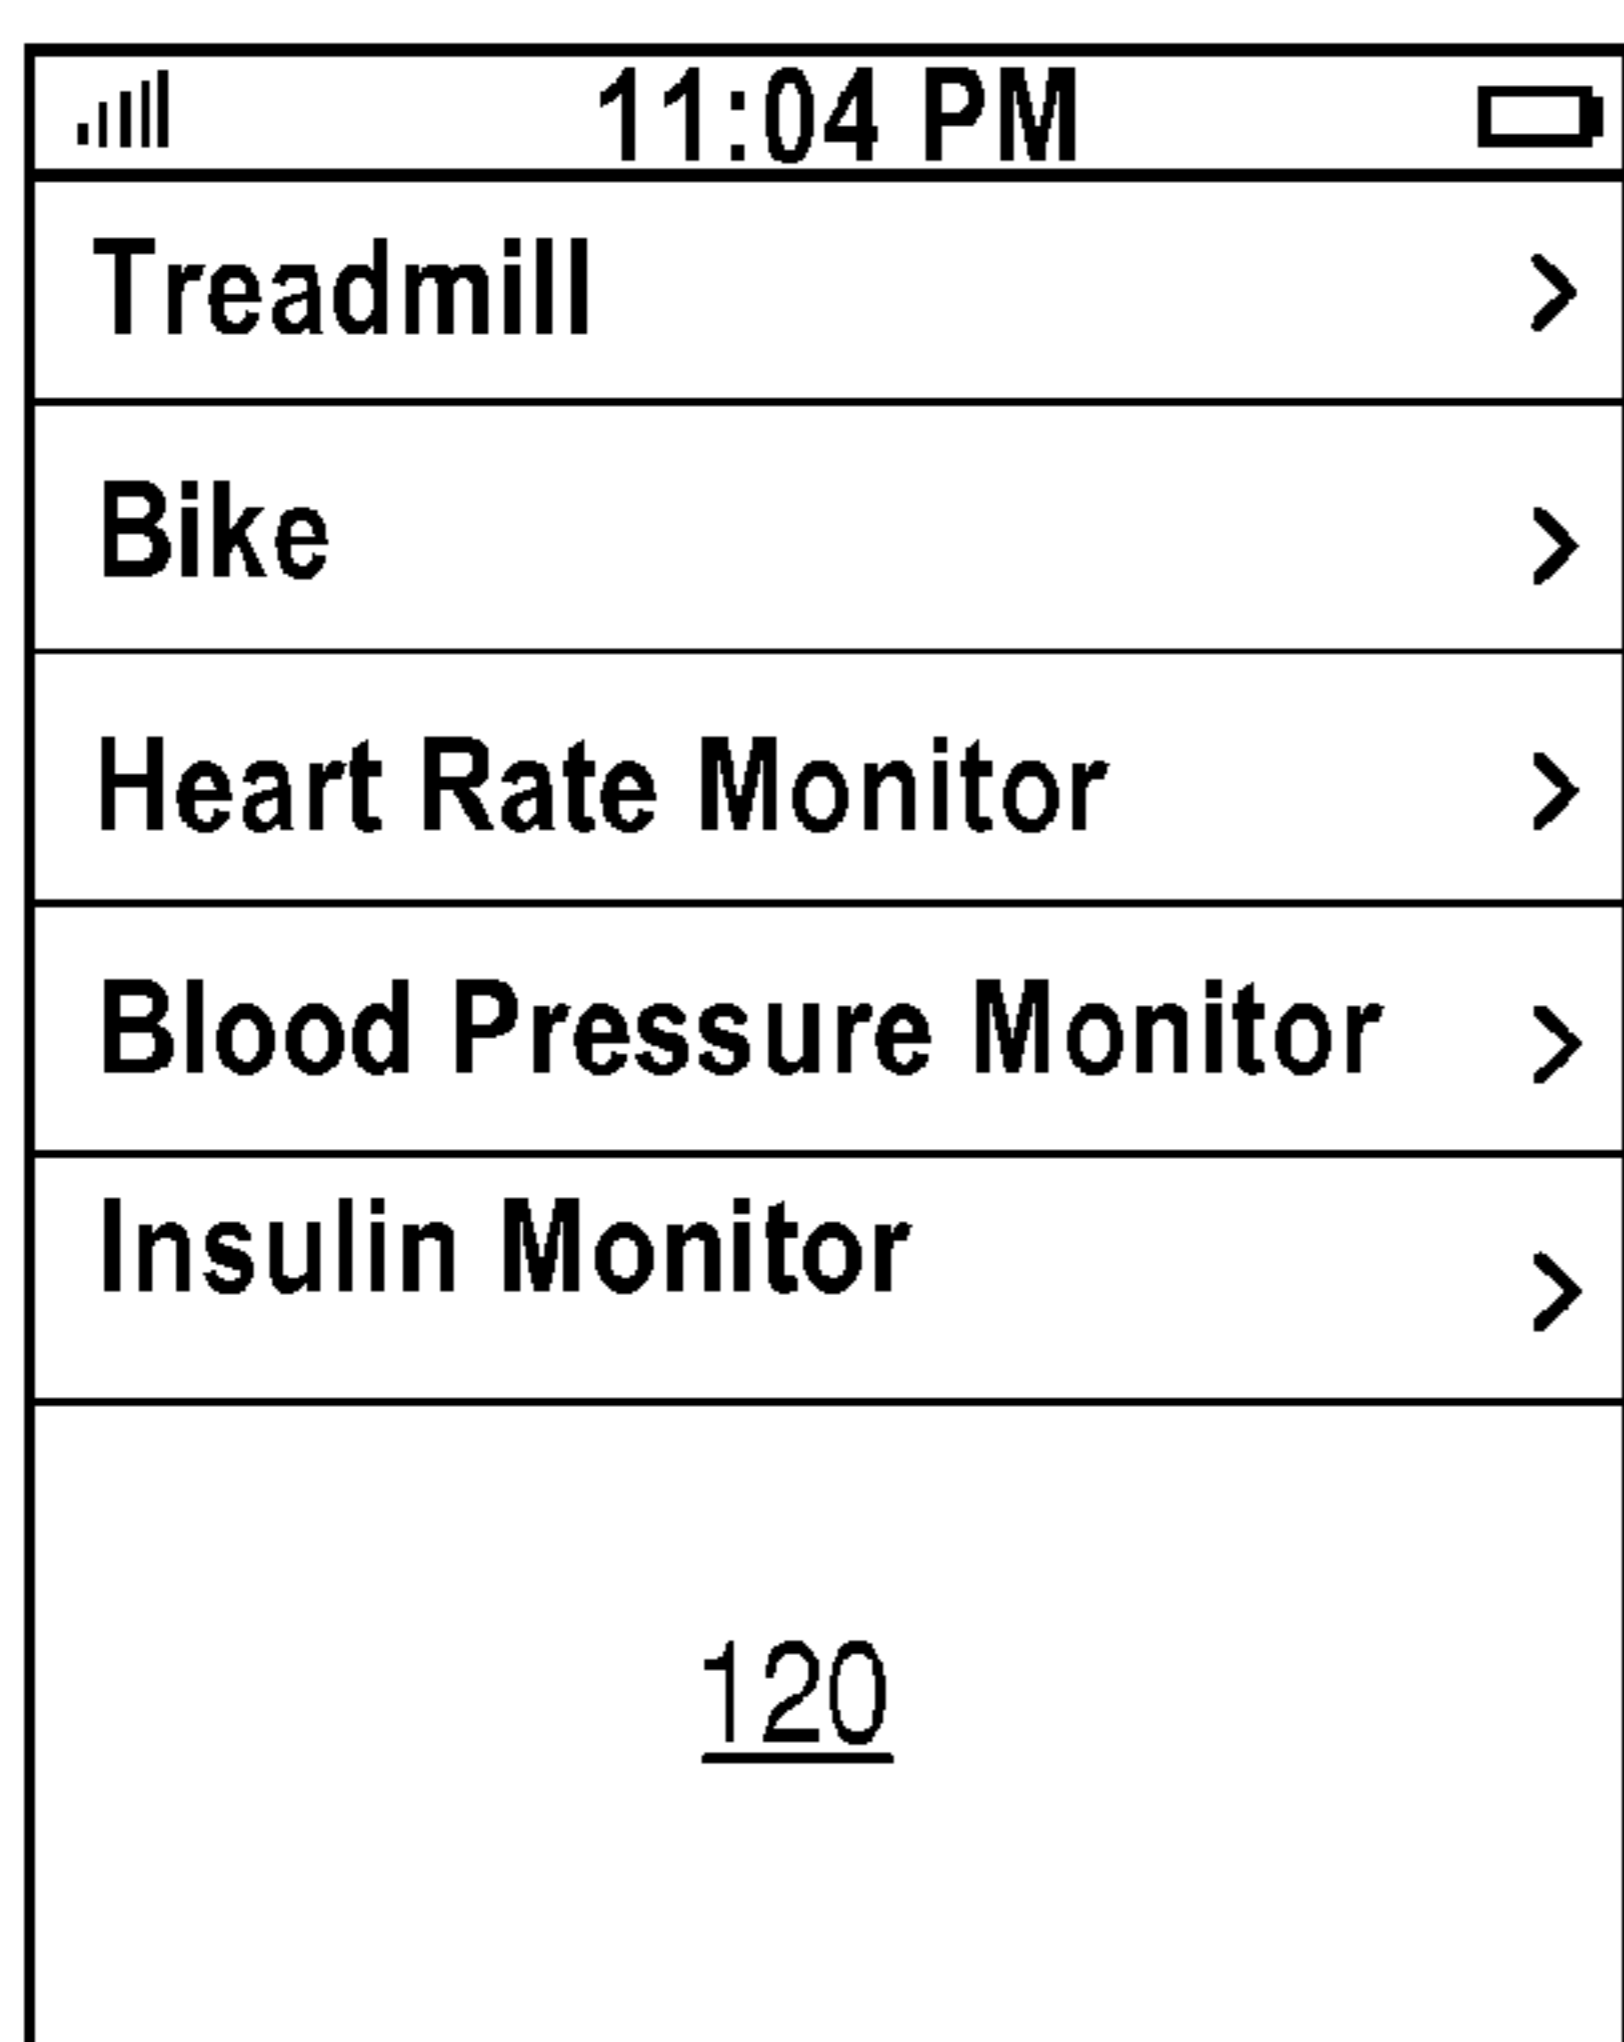 11:04 PM
Treadmill
Bike
Heart Rate Monitor
Blood Pressure Monitor
Insulin Monitor
120